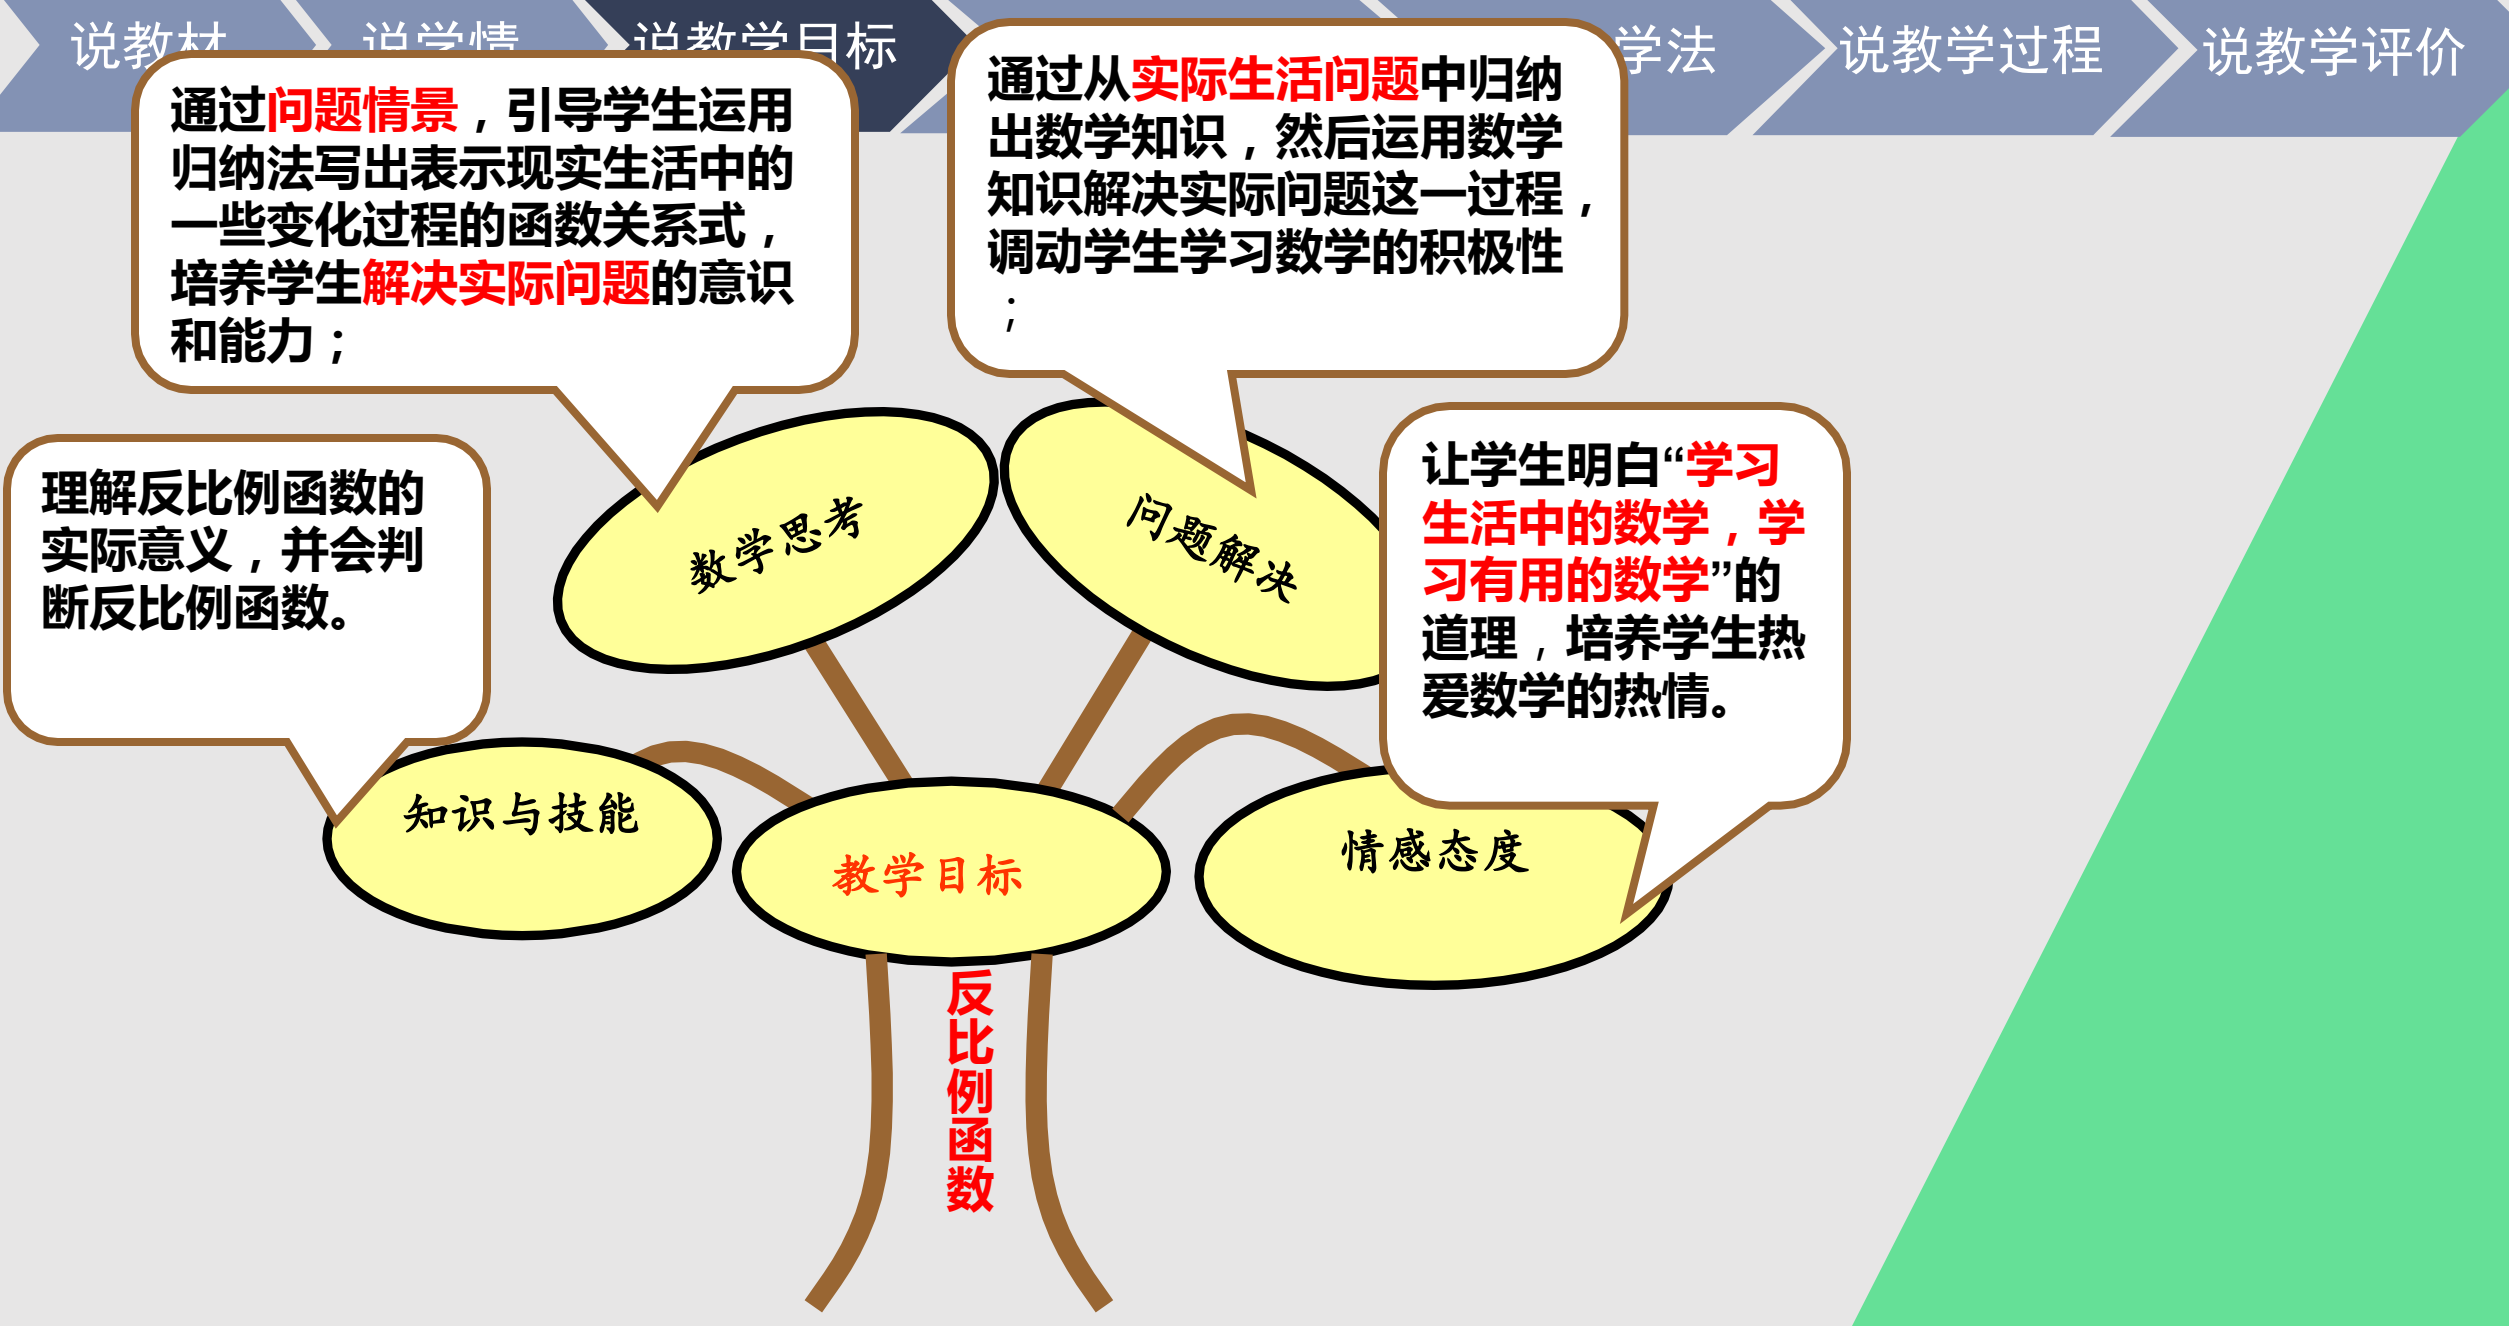 说教材
说学情
说教学目标
学法
说教学过程
说教学评价
通过问题情景，引导学生运用
归纳法写出表示现实生活中的
一些变化过程的函数关系式，
培养学生解决实际问题的意识
和能力；
通过从实际生活问题中归纳
出数学知识，然后运用数学
知识解决实际问题这一过程，
调动学生学习数学的积极性
；
理解反比例函数的
实际意义，并会判
断反比例函数。
让学生明白“学习
生活中的数学，学
习有用的数学”的
道理，培养学生热
爱数学的热情。
数学思考
问题解决
知识与技能
教学目标
情感态度
反
比
例
函
数